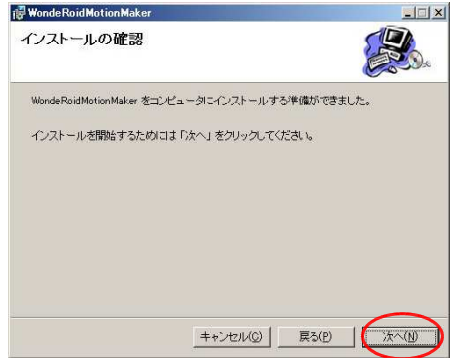 WondeRoidMotionMaker
インストールの確認
WondeRoidMotionMaker をコンピュータにインストールする準備ができました。
インストールを開始するためには「次へ」をクリックしてください。
キャンセル(C) 戻る(P) 次へ(N)